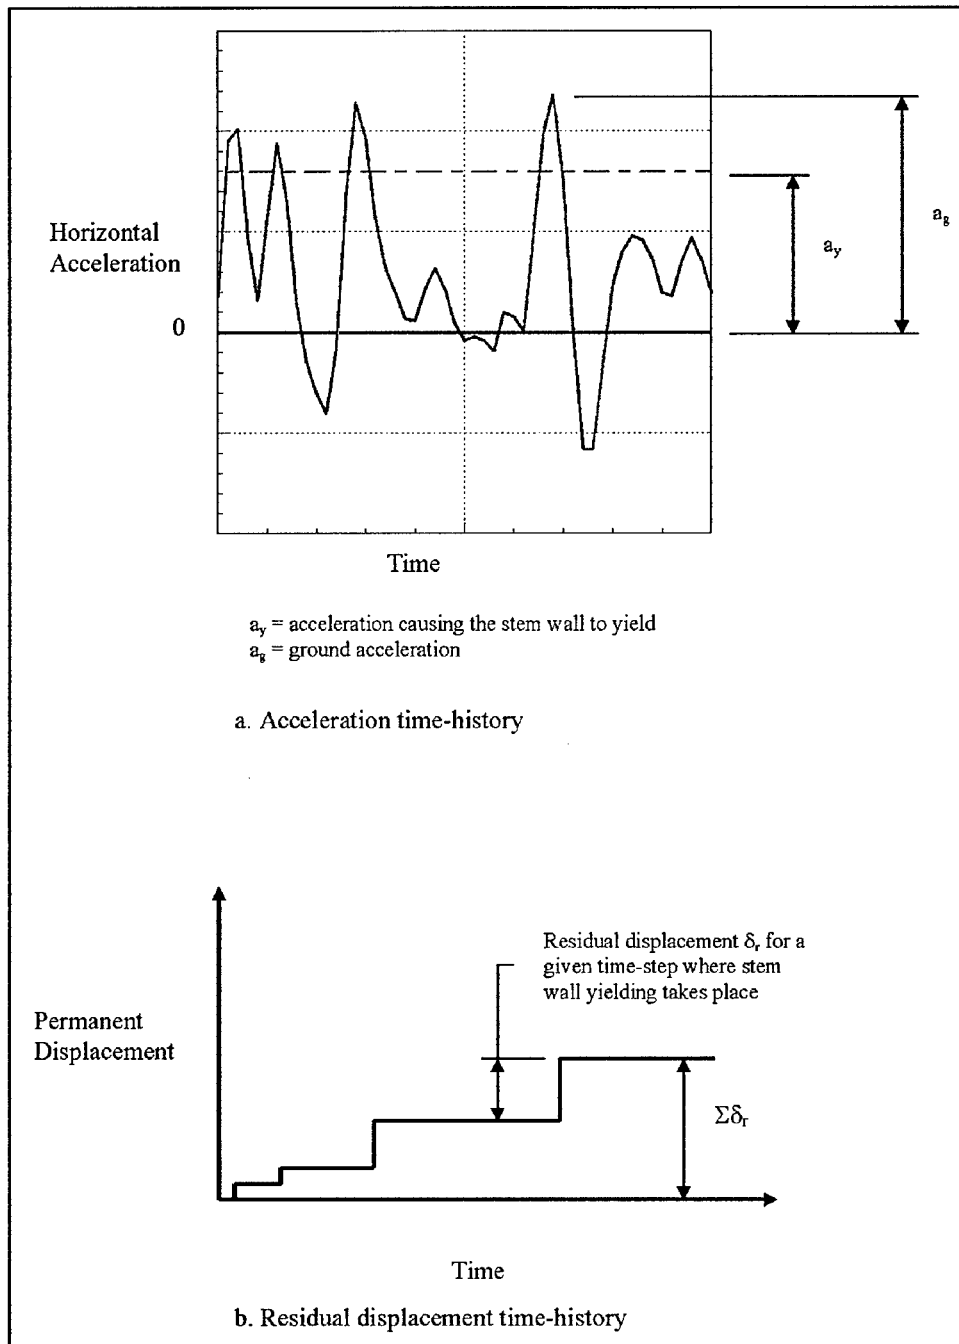 Horizontal
Acceleration
0
a_g
a_y
Time
a_y = acceleration causing the stem wall to yield
a_g = ground acceleration
a. Acceleration time-history
Residual displacement δ_r for a
given time-step where stem
wall yielding takes place
Permanent
Displacement
Σδ_r
Time
b. Residual displacement time-history